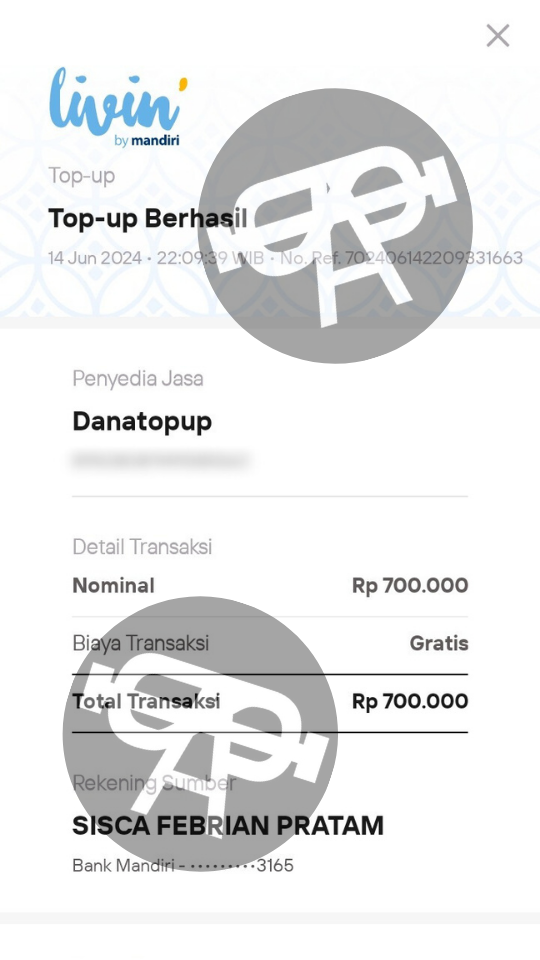 livin'
by mandiri
Top-up
Top-up Berhasil
14 Jun 2024 • 22:09:39 WIB • No. Ref. 702406142209331663
Penyedia Jasa
Danatopup
Detail Transaksi
Nominal Rp 700.000
Biaya Transaksi Gratis
Total Transaksi Rp 700.000
Rekening Sumber
SISCA FEBRIAN PRATAM
Bank Mandiri - •••••••••3165